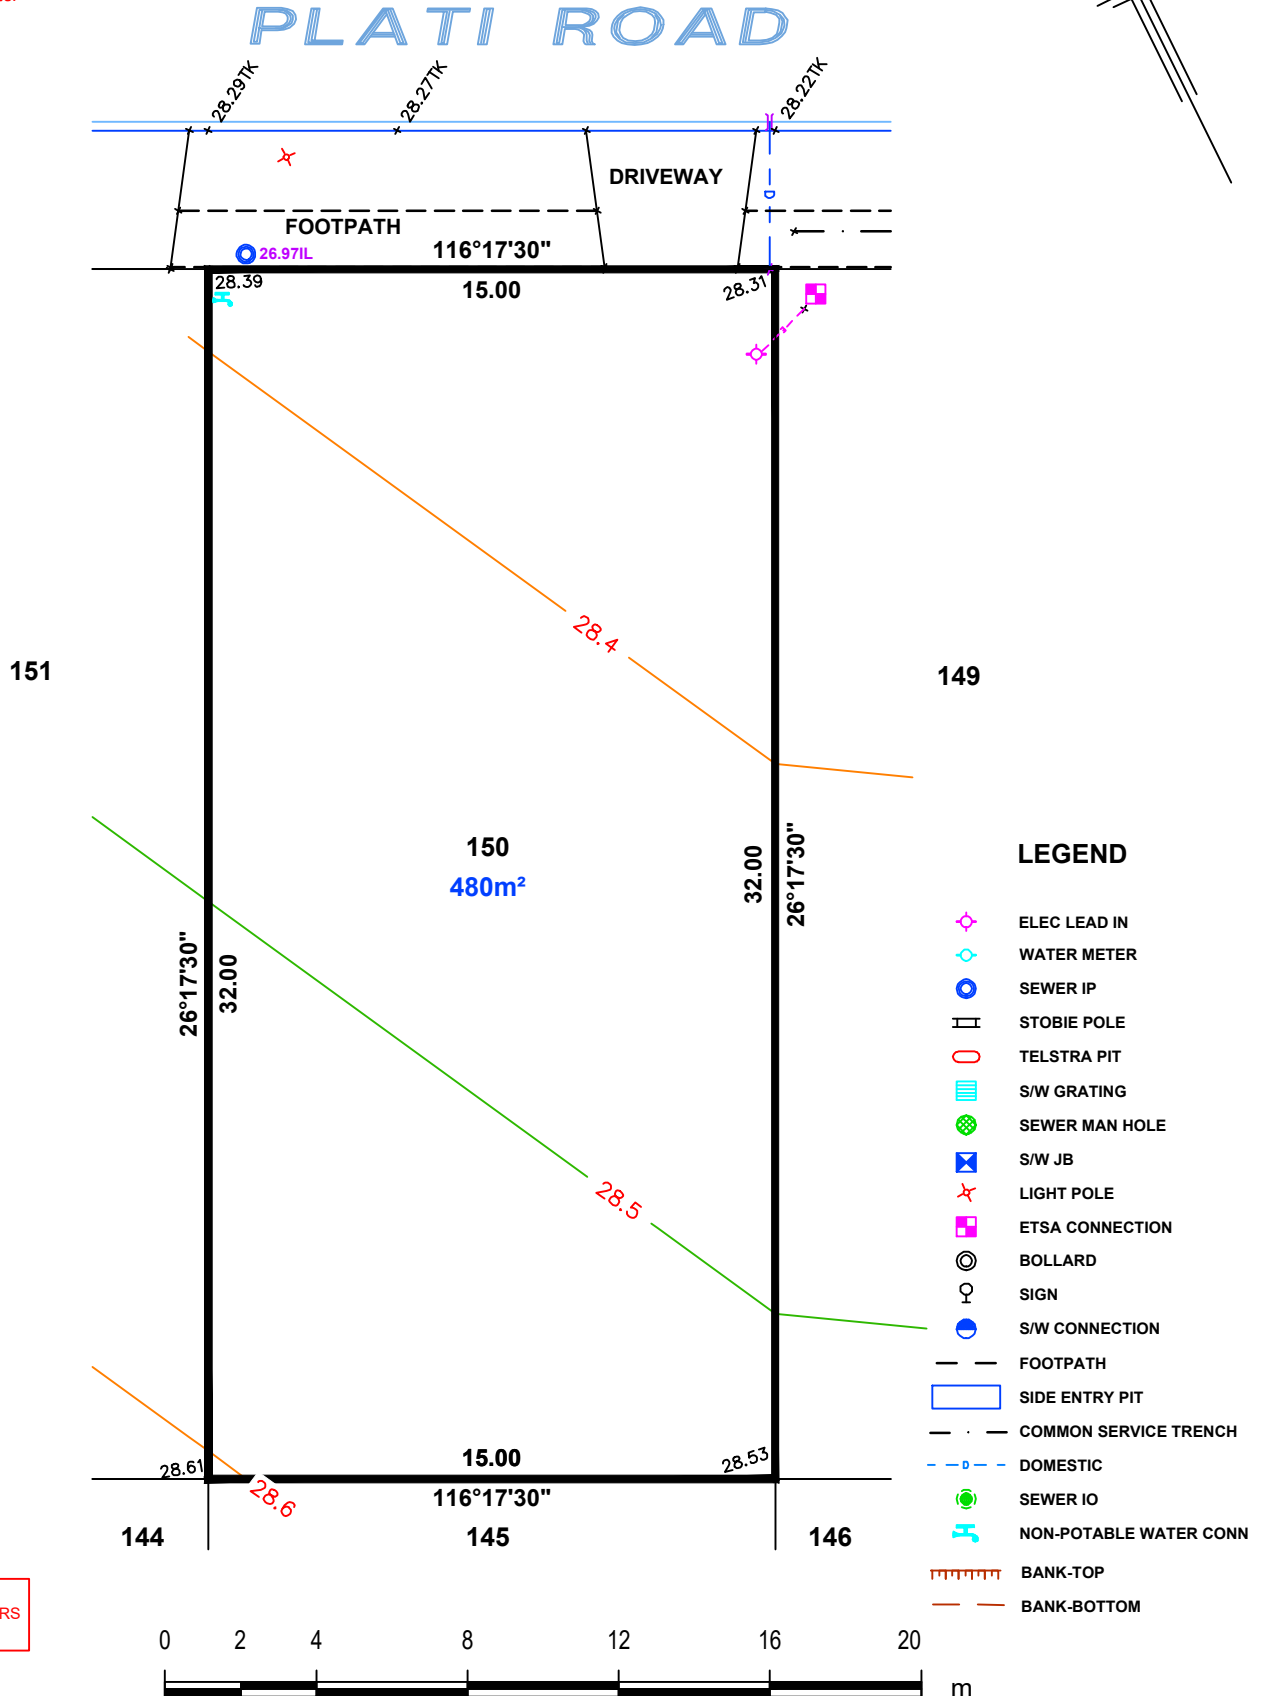 PLATI ROAD
28.29TK
28.27TK
28.22TK
DRIVEWAY
FOOTPATH
26.97IL
116°17'30"
28.39
15.00
28.31
28.4
151
149
150
480m²
32.00
26°17'30"
26°17'30"
32.00
28.5
28.61
15.00
28.53
28.6
116°17'30"
144
145
146
LEGEND
ELEC LEAD IN
WATER METER
SEWER IP
STOBIE POLE
TELSTRA PIT
S/W GRATING
SEWER MAN HOLE
S/W JB
LIGHT POLE
ETSA CONNECTION
BOLLARD
SIGN
S/W CONNECTION
FOOTPATH
SIDE ENTRY PIT
COMMON SERVICE TRENCH
D DOMESTIC
SEWER IO
NON-POTABLE WATER CONN
BANK-TOP
BANK-BOTTOM
RS
0 2 4 8 12 16 20
m